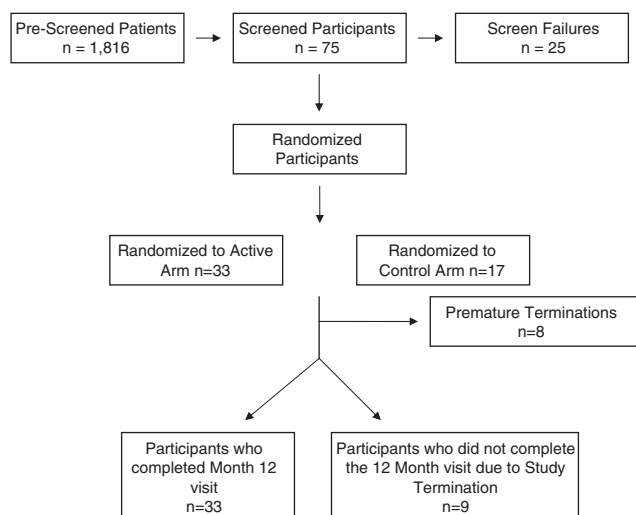 Pre-Screened Patients
n = 1,816
Screened Participants
n = 75
Screen Failures
n = 25
Randomized
Participants
Randomized to Active
Arm n=33
Randomized to
Control Arm n=17
Premature Terminations
n=8
Participants who
completed Month 12
visit
n=33
Participants who did not complete
the 12 Month visit due to Study
Termination
n=9